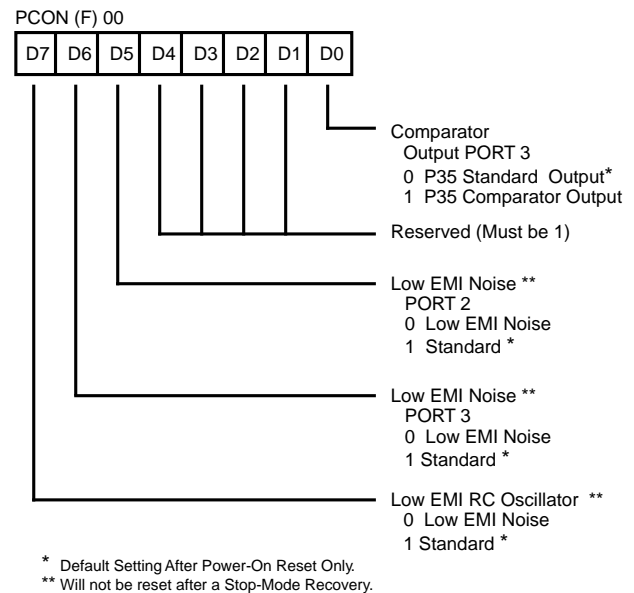 PCON (F) 00
D7 D6 D5 D4 D3 D2 D1 D0
Comparator
Output PORT 3
0 P35 Standard Output*
1 P35 Comparator Output
Reserved (Must be 1)
Low EMI Noise **
PORT 2
0 Low EMI Noise
1 Standard *
Low EMI Noise **
PORT 3
0 Low EMI Noise
1 Standard *
Low EMI RC Oscillator **
0 Low EMI Noise
1 Standard *
* Default Setting After Power-On Reset Only.
** Will not be reset after a Stop-Mode Recovery.